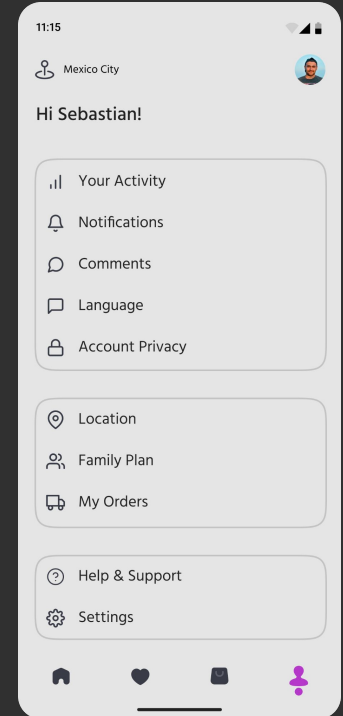 11:15
Mexico City
Hi Sebastian!
Your Activity
Notifications
Comments
Language
Account Privacy
Location
Family Plan
My Orders
Help & Support
Settings